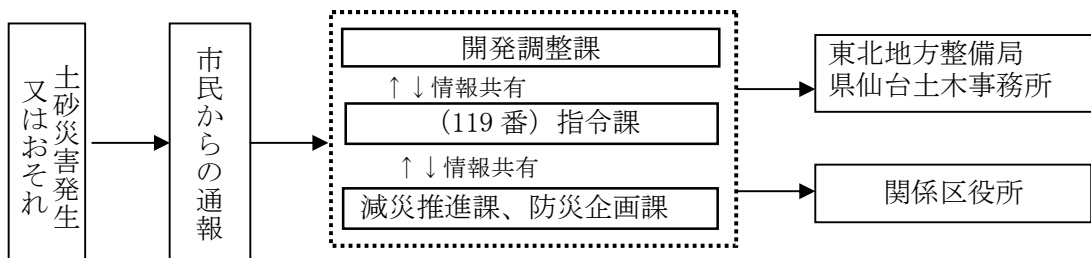 土砂災害発生
又はおそれ
市民からの通報
開発調整課
↑↓情報共有
(119 番）指令課
↑↓情報共有
減災推進課、防災企画課
東北地方整備局
県仙台土木事務所
関係区役所